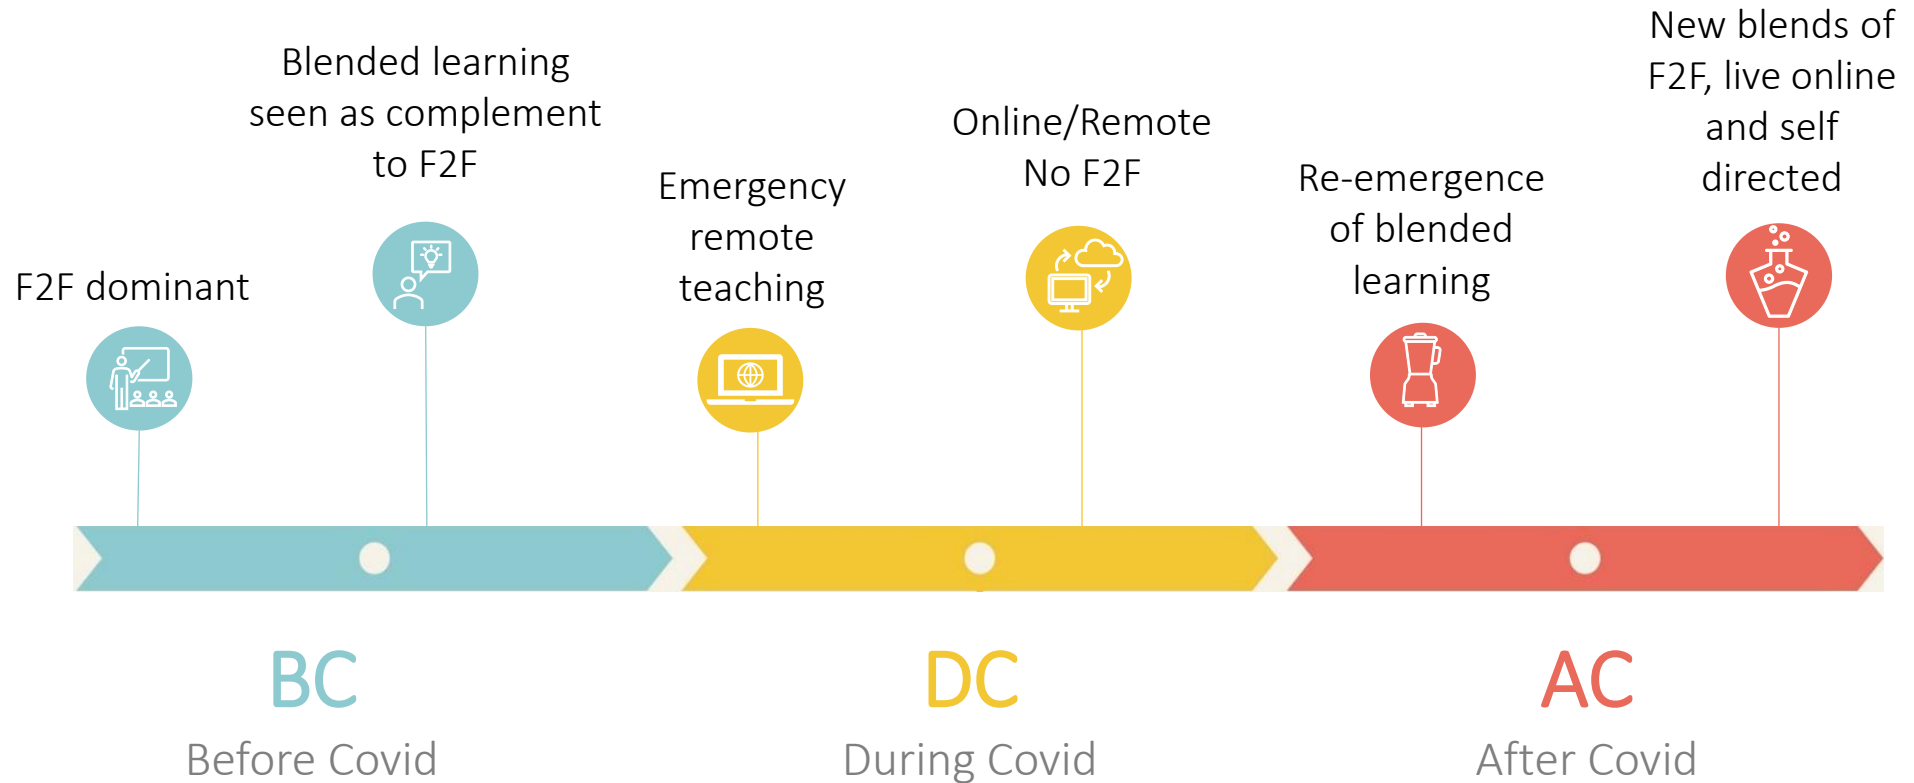 F2F dominant
Blended learning
seen as complement
to F2F
Emergency
remote
teaching
Online/Remote
No F2F
Re-emergence
of blended
learning
New blends of
F2F, live online
and self
directed
BC
Before Covid
DC
During Covid
AC
After Covid